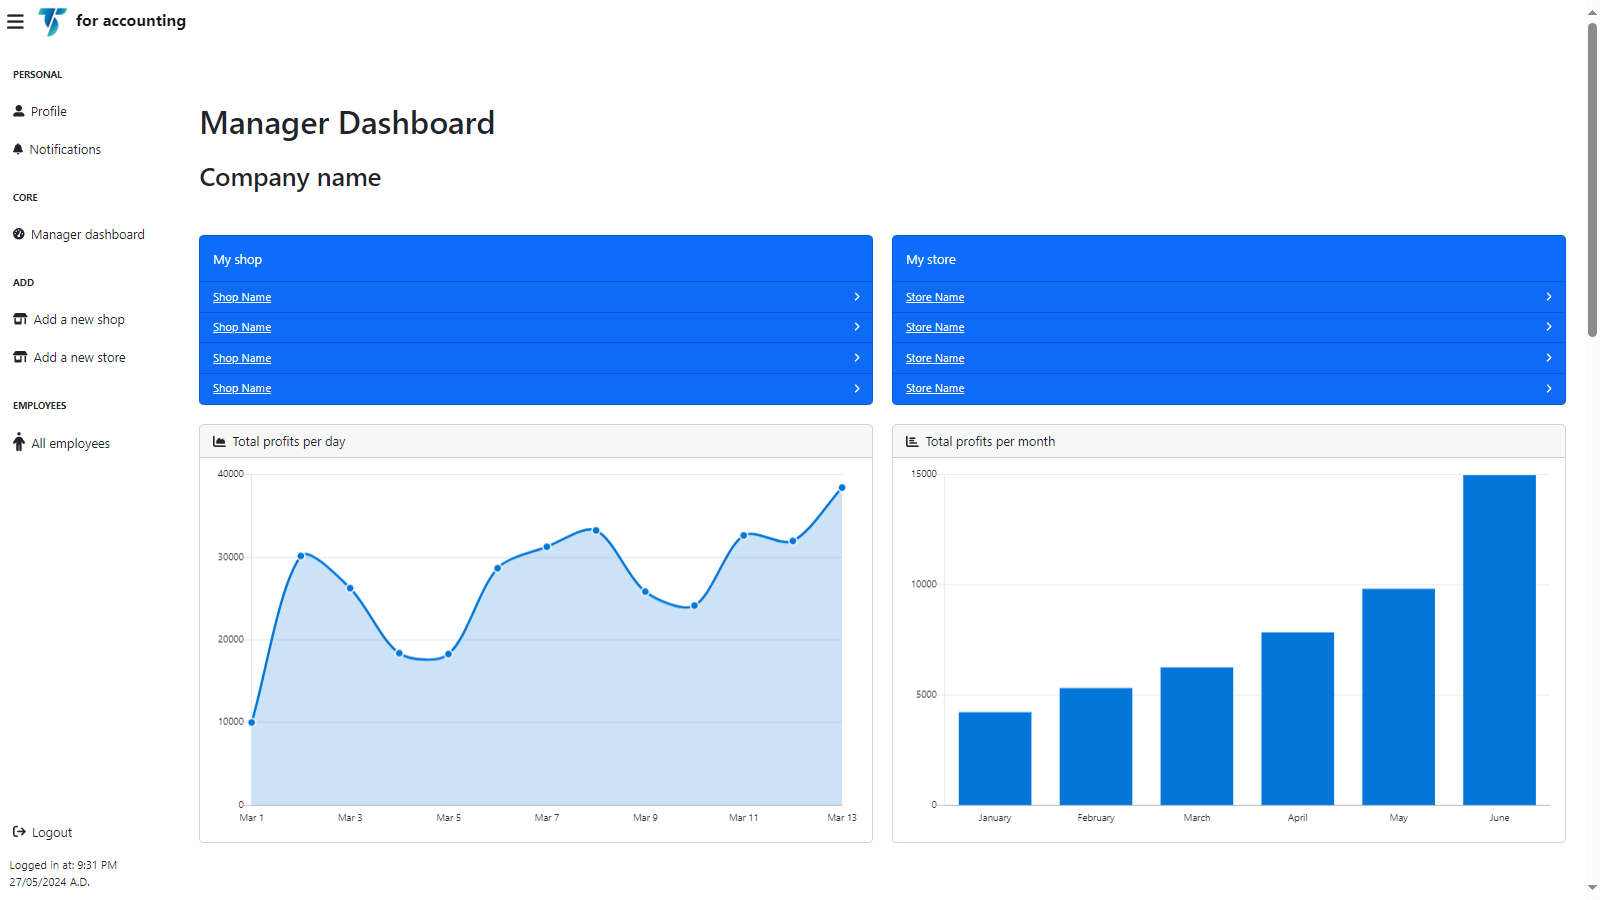 for accounting
PERSONAL
Profile
Notifications
CORE
Manager dashboard
ADD
Add a new shop
Add a new store
EMPLOYEES
All employees
Logout
Logged in at: 9:31 PM
27/05/2024 A.D.
Manager Dashboard
Company name
My shop
Shop Name
Shop Name
Shop Name
Shop Name
My store
Store Name
Store Name
Store Name
Store Name
Total profits per day
40000
30000
20000
10000
0
Mar 1 Mar 3 Mar 5 Mar 7 Mar 9 Mar 11 Mar 13
Total profits per month
15000
10000
5000
0
January February March April May June